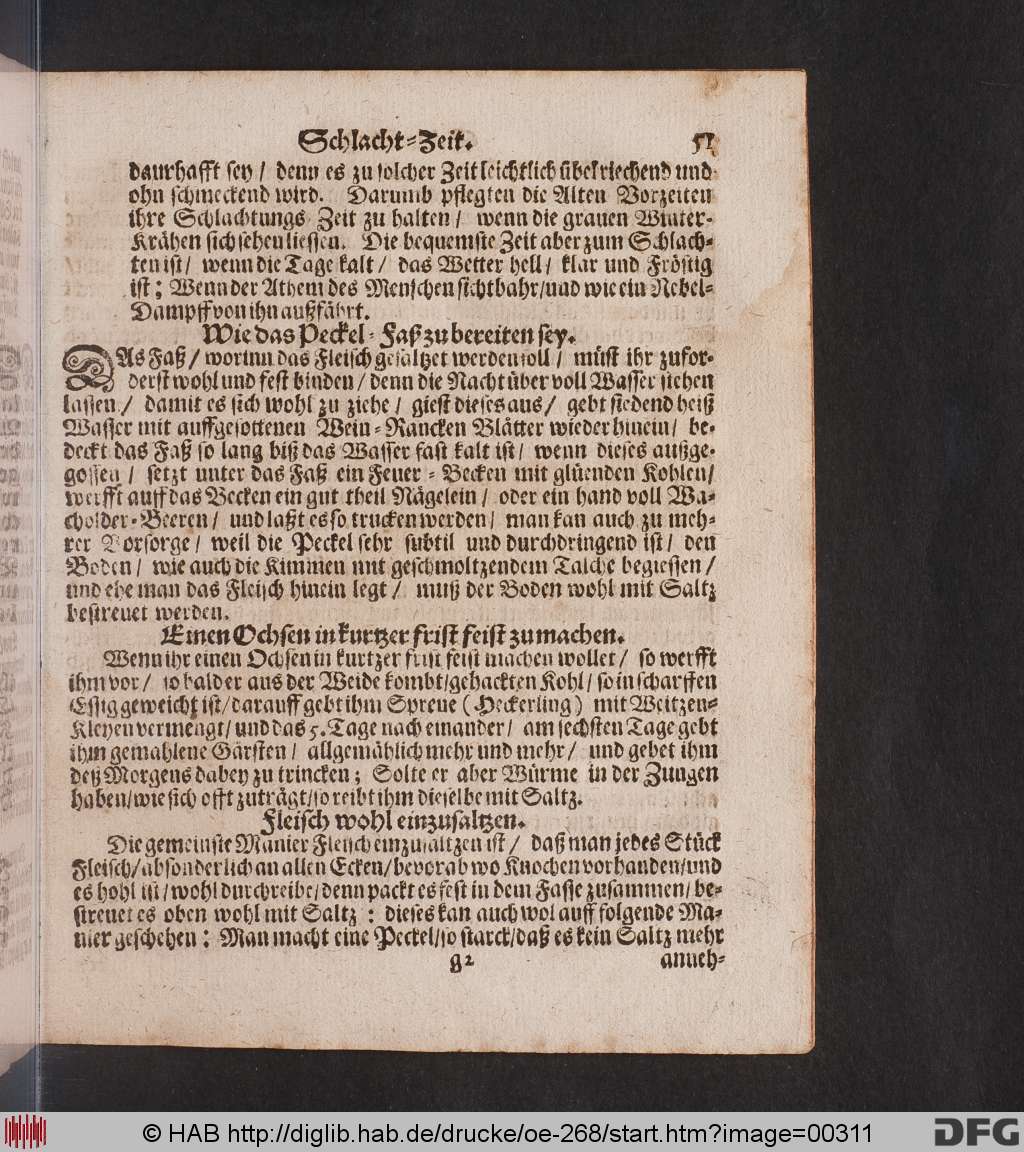 Schlacht-Zeit. 51
daurhafft sey / denn es zu solcher Zeit leichtlich übel riechend und
ohn schmeckend wird. Darumb pflegten die Alten Vorzeiten
ihre Schlachtungs Zeit zu halten / wenn die grauen Winter-
Krähen sich sehen liessen. Die bequemste Zeit aber zum Schlach-
ten ist / wenn die Tage kalt / das Wetter hell / klar und Fröstig
ist; Wenn der Athem des Menschen sichtbahr / und wie ein Nebel-
Dampff von ihn außfährt.
Wie das Peckel-Faß zu bereiten sey.
DAs Faß / worinn das Fleisch gesaltzet werden soll / müst ihr zufor-
derst wohl und fest binden / denn die Nacht über voll Wasser stehen
lassen / damit es sich wohl zu ziehe / giest dieses aus / gebt siedend heiß
Wasser mit auffgesottenen Wein-Rancken Blätter wieder hinein / be-
deckt das Faß so lang biß das Wasser fast kalt ist / wenn dieses außge-
gossen / setzt unter das Faß ein Feuer-Becken mit glüenden Kohlen /
werfft auff das Becken ein gut theil Nägelein / oder ein hand voll Wa-
cholder-Beeren / und laßt es so trucken werden / man kan auch zu meh-
rer Vorsorge / weil die Peckel sehr subtil und durchdringend ist / den
Boden / wie auch die Kimmen mit geschmoltzendem Talche begiessen /
und ehe man das Fleisch hinein legt / muß der Boden wohl mit Saltz
bestreuet werden.
Einen Ochsen in kurtzer frist feist zu machen.
Wenn ihr einen Ochsen in kurtzer frist feist machen wollet / so werfft
ihm vor / so bald er aus der Weide kombt / gehackten Kohl / so in scharffen
Essig geweicht ist / darauff gebt ihm Spreue (Heckerling) mit Weitzen-
Kleyen vermengt / und das 5. Tage nach einander / am sechsten Tage gebt
ihm gemahlene Gärsten / allgemählich mehr und mehr / und gebet ihm
deß Morgens dabey zu trincken; Solte er aber Würme in der Zungen
haben / wie sich offt zuträgt / so reibt ihm dieselbe mit Saltz.
Fleisch wohl einzusaltzen.
Die gemeinste Manier Fleisch einzusaltzen ist / daß man jedes Stück
Fleisch / absonderlich an allen Ecken / bevorab wo Knochen vorhanden / und
es hohl ist / wohl durchreibe / denn packt es fest in dem Fasse zusammen / be-
streuet es oben wohl mit Saltz: dieses kan auch wol auff folgende Ma-
nier geschehen: Man macht eine Peckel / so starck / daß es kein Saltz mehr
g 2 anneh-
© HAB http://diglib.hab.de/drucke/oe-268/start.htm?image=00311
DFG